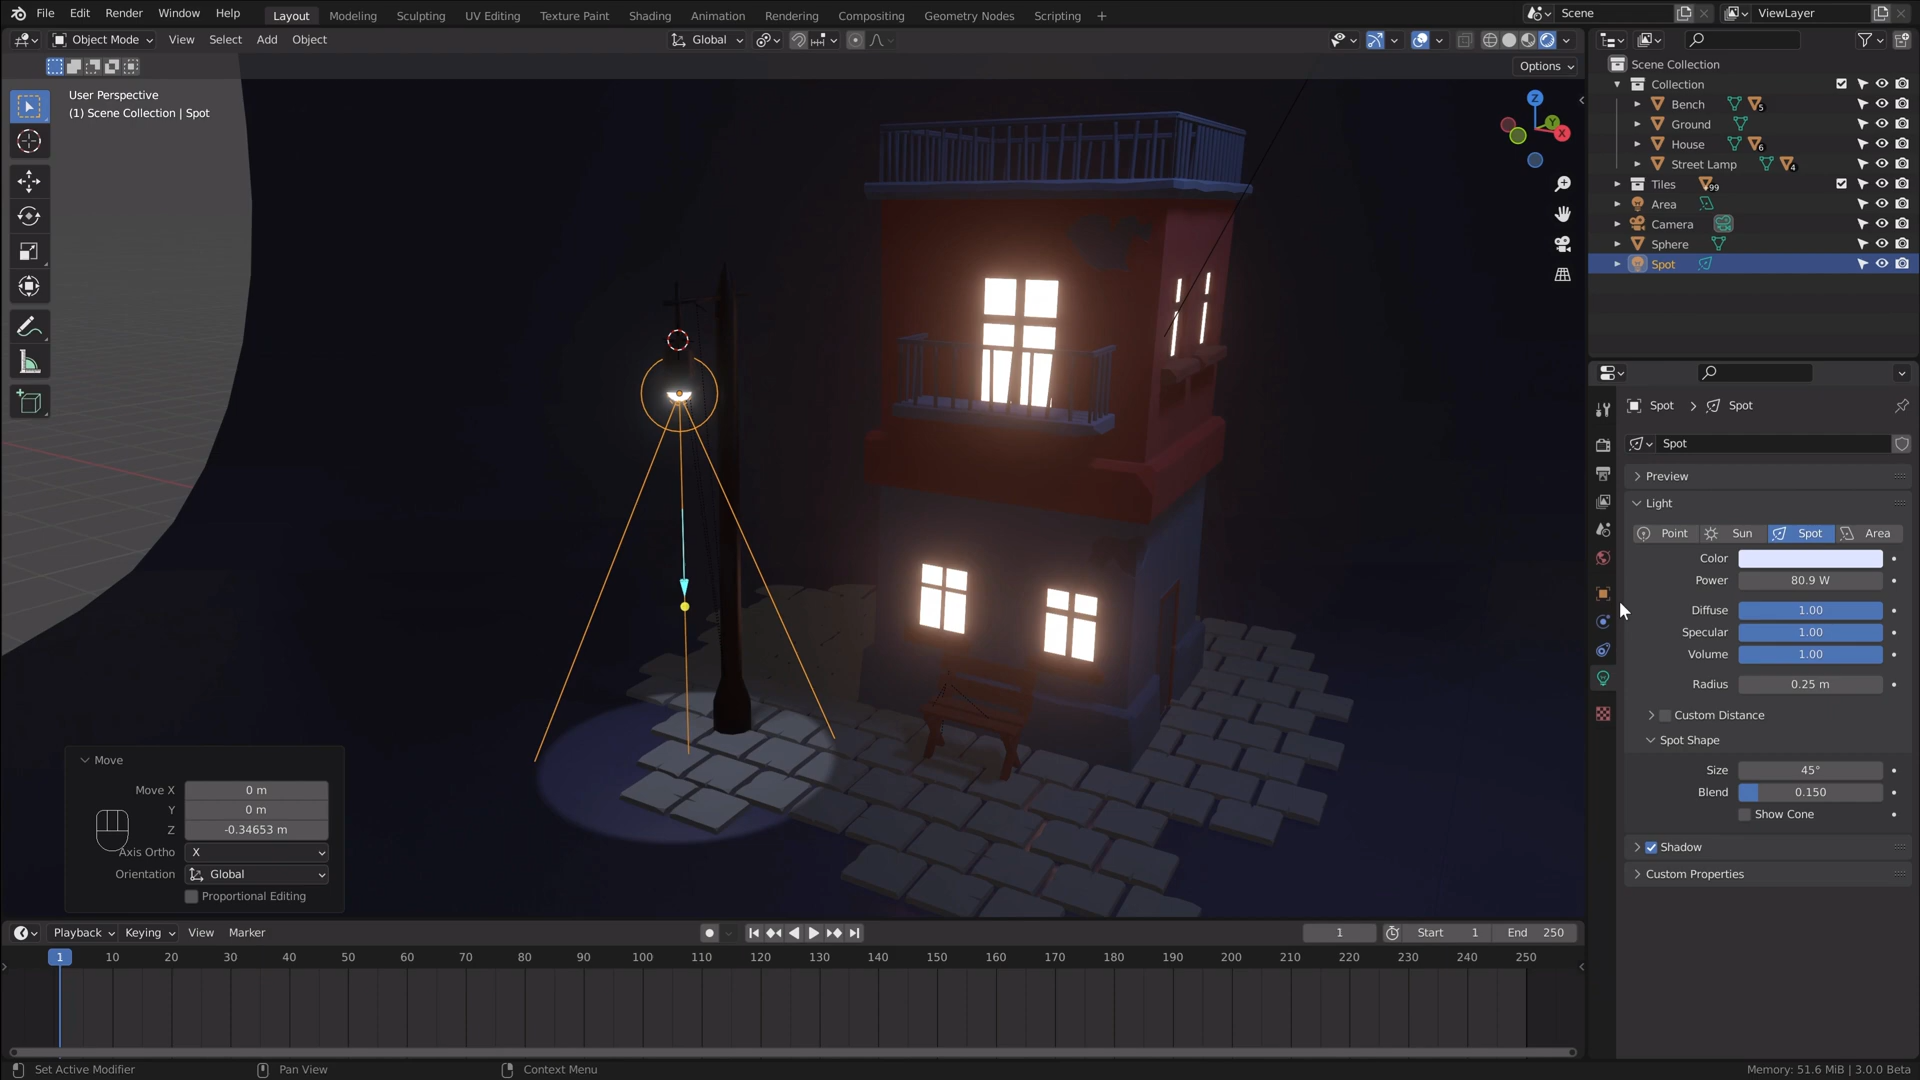 File Edit Render Window Help Layout Modeling Sculpting UV Editing Texture Paint Shading Animation Rendering Compositing Geometry Nodes Scripting + Scene ViewLayer
Object Mode View Select Add Object Global
Options
User Perspective
(1) Scene Collection | Spot
Z
Y
X
Move
Move X 0 m
Y 0 m
Z -0.34653 m
Axis Ortho X
Orientation Global
Proportional Editing
Scene Collection
Collection
Bench 5
Ground
House 6
Street Lamp 4
Tiles 99
Area
Camera
Sphere
Spot
Spot > Spot
Spot
Preview
Light
Point Sun Spot Area
Color
Power 80.9 W
Diffuse 1.00
Specular 1.00
Volume 1.00
Radius 0.25 m
Custom Distance
Spot Shape
Size 45°
Blend 0.150
Show Cone
Shadow
Custom Properties
Playback Keying View Marker 1 Start 1 End 250
1 10 20 30 40 50 60 70 80 90 100 110 120 130 140 150 160 170 180 190 200 210 220 230 240 250
Set Active Modifier Pan View Context Menu Memory: 51.6 MiB | 3.0.0 Beta